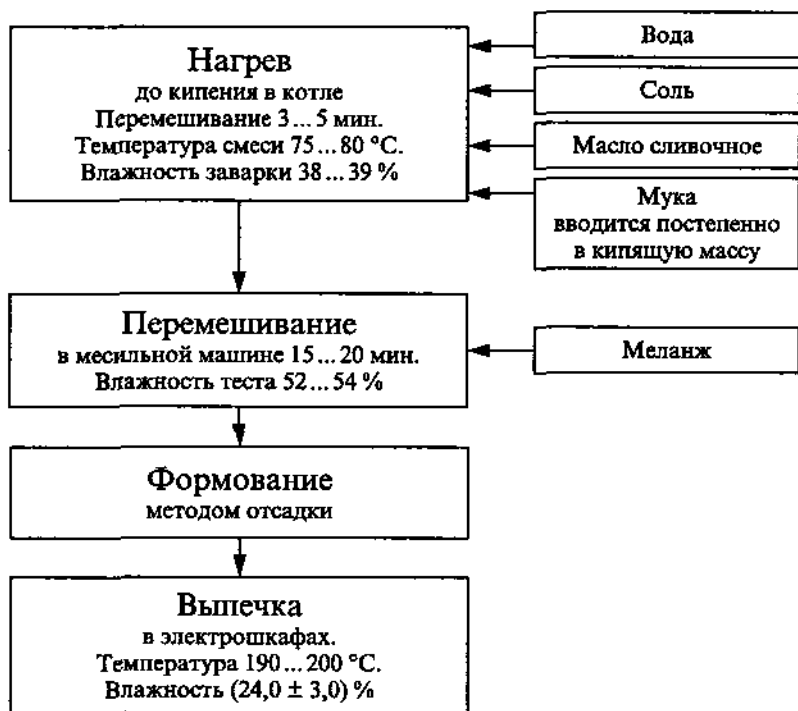 Нагрев
до кипения в котле
Перемешивание 3 ... 5 мин.
Температура смеси 75 ... 80 °С.
Влажность заварки 38 ... 39 %
Вода
Соль
Масло сливочное
Мука
вводится постепенно
в кипящую массу
Перемешивание
в месильной машине 15 ... 20 мин.
Влажность теста 52 ... 54 %
Меланж
Формование
методом отсадки
Выпечка
в электрошкафах.
Температура 190 ... 200 °С.
Влажность (24,0 ± 3,0) %